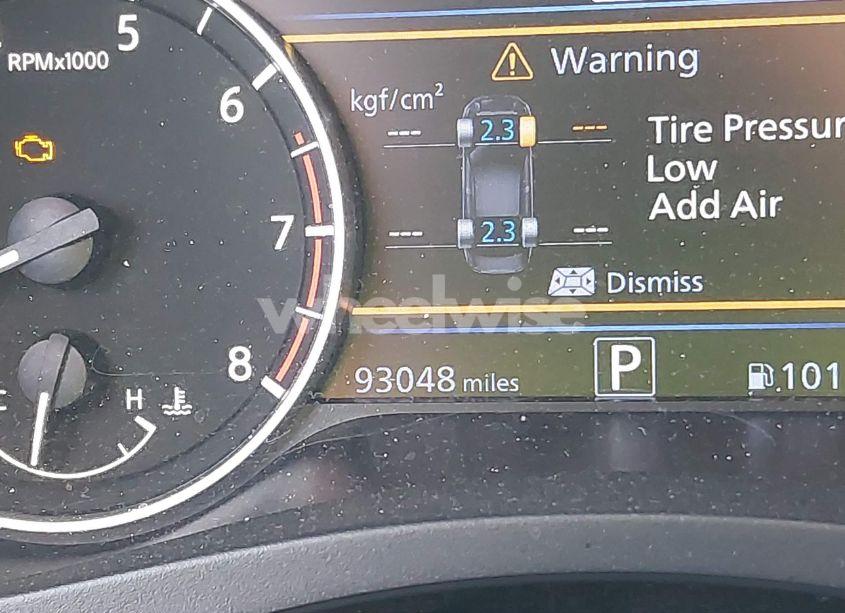 5
RPMx1000
6
7
8
C
H
Warning
kgf/cm²
--- 2.3 ---
--- 2.3 ---
Tire Pressur
Low
Add Air
Dismiss
wheelwise
93048 miles
P
101